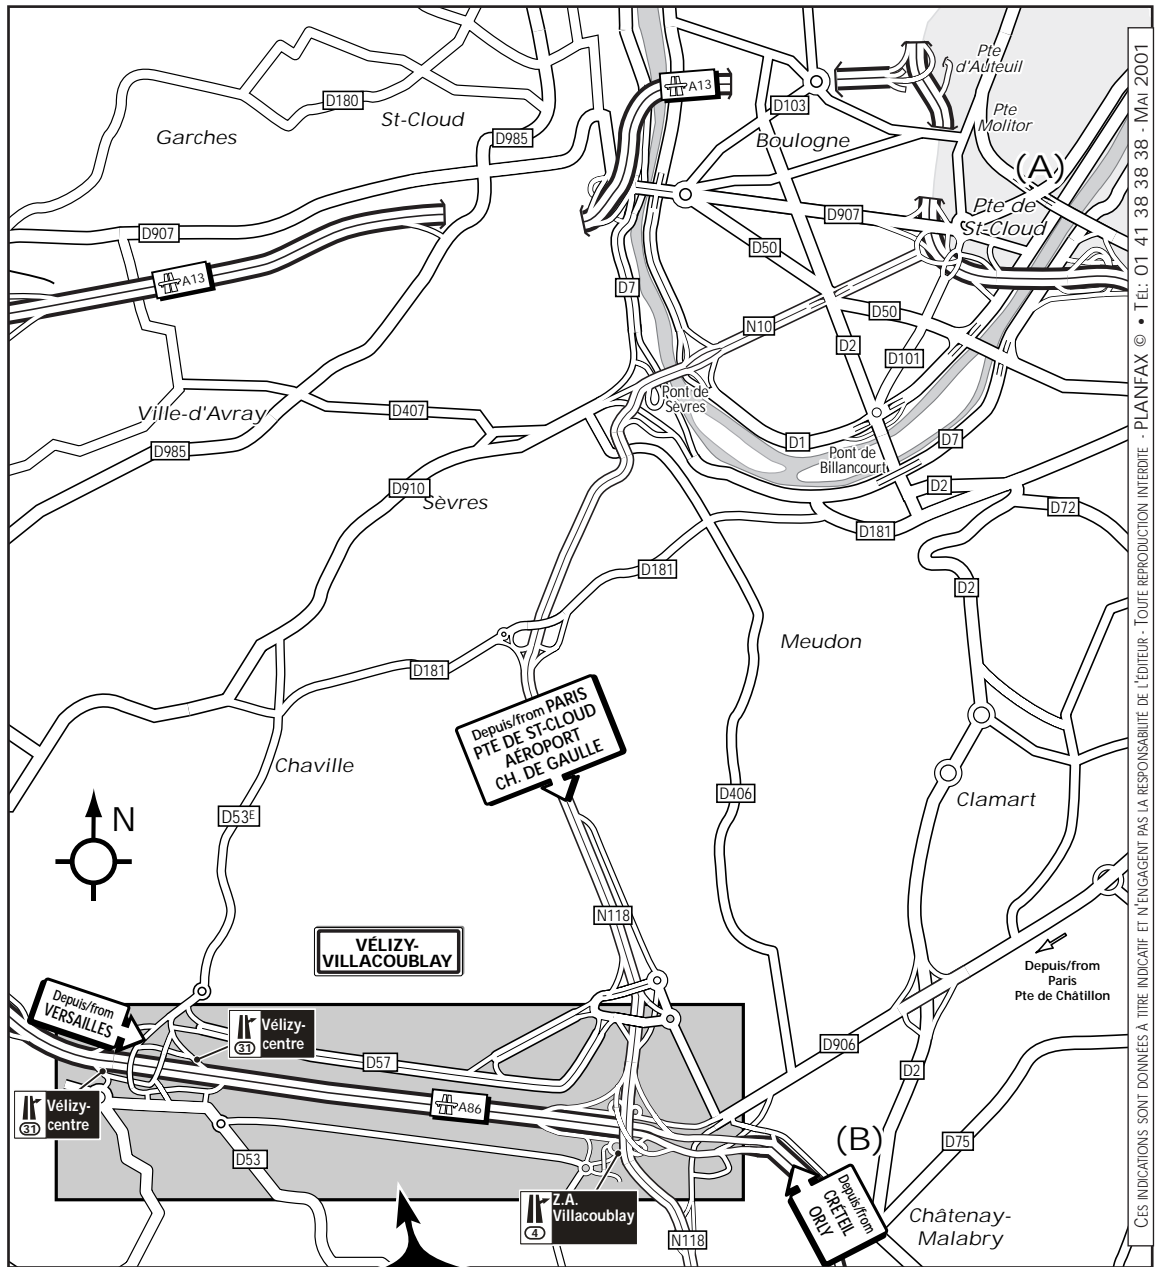 Pte
d'Auteuil
A13
D180
D103
Pte
Molitor
St-Cloud
Garches
D985
Boulogne
(A)
D907
Pte de
St-Cloud
D907
D50
A13
D7
D50
N10
D2
D101
Pont de
Sèvres
Ville-d'Avray
D407
D1
D7
D985
Pont de
Billancourt
D910
D2
Sèvres
D72
D181
D181
D2
Meudon
D181
Depuis/from PARIS
PTE DE ST-CLOUD
AÉROPORT
CH. DE GAULLE
Chaville
D406
Clamart
D53E
N
N118
VÉLIZY-
VILLACOUBLAY
Depuis/from
Paris
Pte de Châtillon
Depuis/from
VERSAILLES
31
Vélizy-
centre
D57
D906
D2
31
Vélizy-
centre
A86
(B)
D75
D53
Depuis/from
CRÉTEIL
ORLY
4
Z.A.
Villacoublay
N118
Châtenay-
Malabry
CES INDICATIONS SONT DONNÉES À TITRE INDICATIF ET N'ENGAGENT PAS LA RESPONSABILITÉ DE L'ÉDITEUR - TOUTE REPRODUCTION INTERDITE - PLANFAX © • TÉL: 01 41 38 38 38 - MAI 2001